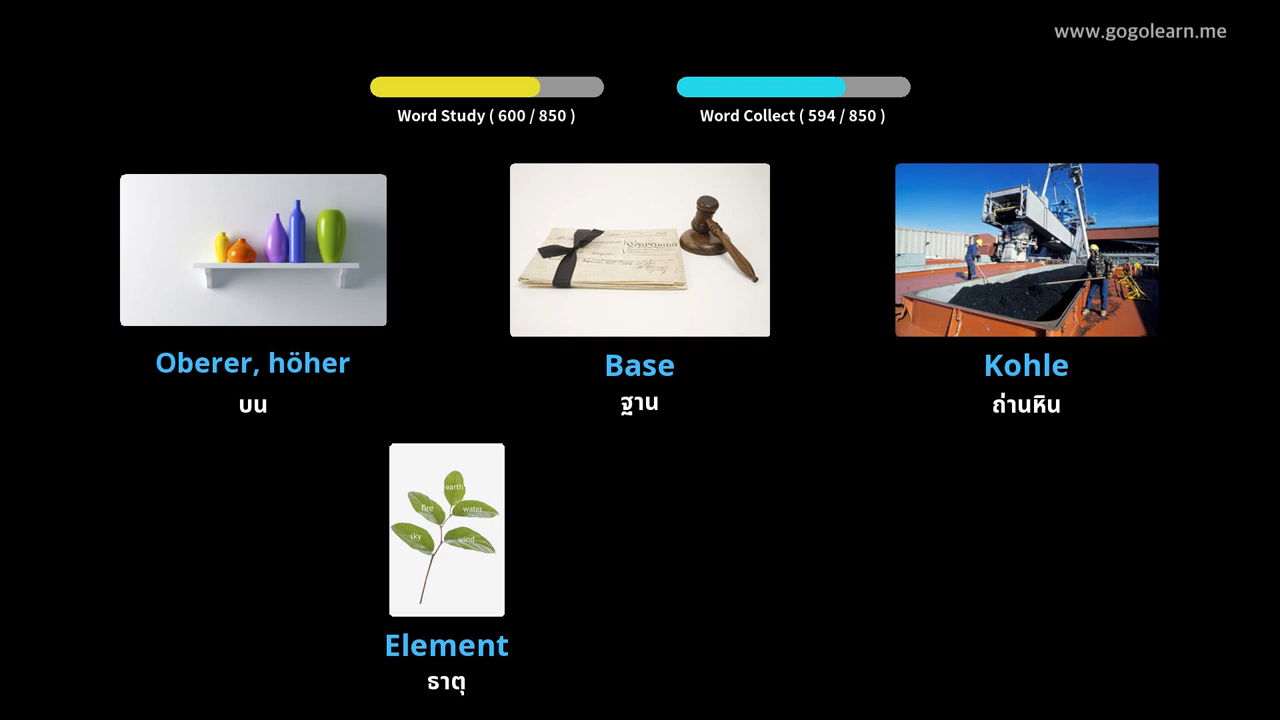 www.gogolearn.me
Word Study ( 600 / 850 )
Word Collect ( 594 / 850 )
Oberer, höher
บน
Base
ฐาน
Kohle
ถ่านหิน
earth
fire
water
sky
wind
Element
ธาตุ